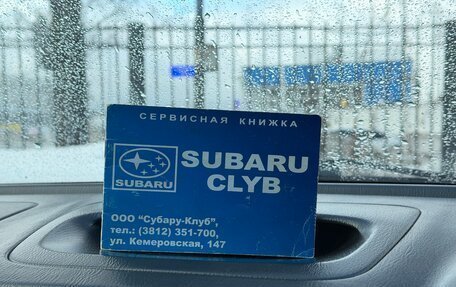 СЕРВИСНАЯ КНИЖКА
SUBARU
SUBARU
CLYB
ООО "Субару-Клуб",
тел.: (3812) 351-700,
ул. Кемеровская, 147